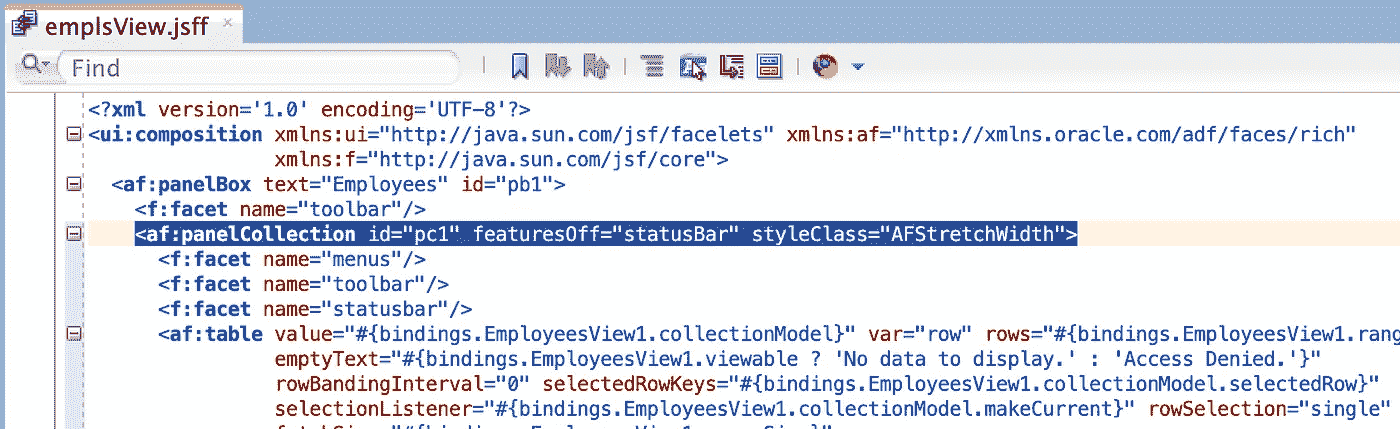 emplsView.jsff
Find
<?xml version='1.0' encoding='UTF-8'?>
<ui:composition xmlns:ui="http://java.sun.com/jsf/facelets" xmlns:af="http://xmlns.oracle.com/adf/faces/rich"
xmlns:f="http://java.sun.com/jsf/core">
<af:panelBox text="Employees" id="pb1">
<f:facet name="toolbar"/>
<af:panelCollection id="pc1" featuresOff="statusBar" styleClass="AFStretchWidth">
<f:facet name="menus"/>
<f:facet name="toolbar"/>
<f:facet name="statusbar"/>
<af:table value="#{bindings.EmployeesView1.collectionModel}" var="row" rows="#{bindings.EmployeesView1.rang
emptyText="#{bindings.EmployeesView1.viewable ? 'No data to display.' : 'Access Denied.'}"
rowBandingInterval="0" selectedRowKeys="#{bindings.EmployeesView1.collectionModel.selectedRow}"
selectionListener="#{bindings.EmployeesView1.collectionModel.makeCurrent}" rowSelection="single"